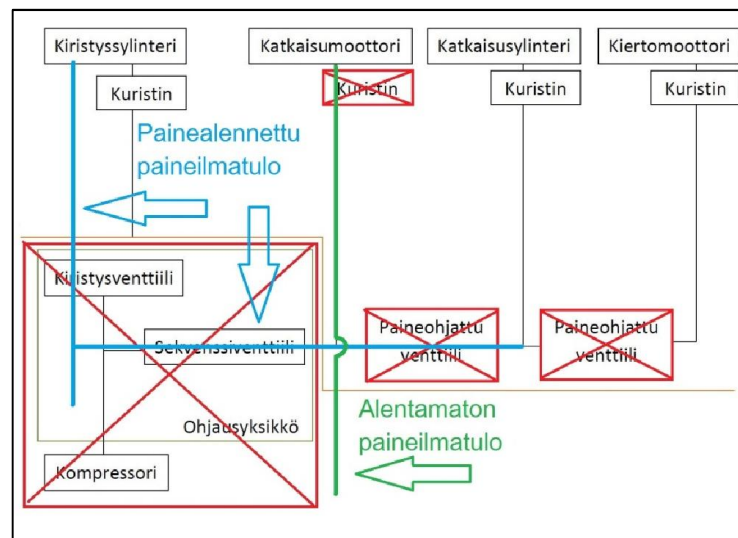 Kiristyssylinteri
Katkaisumoottori
Katkaisusylinteri
Kiertomoottori
Kuristin
Kuristin
Kuristin
Kuristin
Painealennettu
paineilmatulo
Kiristysventtiili
Sekvenssiventtiili
Paineohjattu
venttiili
Paineohjattu
venttiili
Ohjausyksikkö
Alentamaton
paineilmatulo
Kompressori